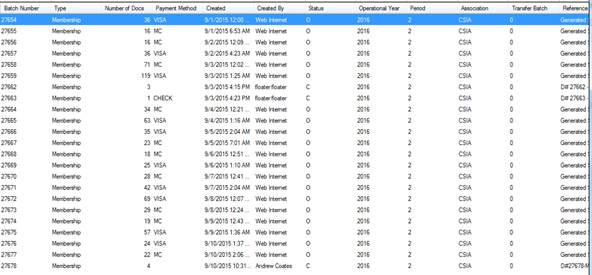 Batch Number Type Number of Docs Payment Method Created Created By Status Operational Year Period Association Transfer Batch Reference
27654 Membership 36 VISA 9/1/2015 12:00 ... Web Internet O 2016 2 CSIA 0 Generated
27655 Membership 16 MC 9/1/2015 6:53 AM Web Internet O 2016 2 CSIA 0 Generated
27656 Membership 16 MC 9/2/2015 12:09 ... Web Internet O 2016 2 CSIA 0 Generated
27657 Membership 36 VISA 9/2/2015 4:23 AM Web Internet O 2016 2 CSIA 0 Generated
27658 Membership 71 MC 9/3/2015 12:02 ... Web Internet O 2016 2 CSIA 0 Generated
27659 Membership 119 VISA 9/3/2015 1:25 AM Web Internet O 2016 2 CSIA 0 Generated
27662 Membership 3 9/3/2015 4:15 PM floater floater C 2016 2 CSIA 0 D# 27662 -
27663 Membership 1 CHECK 9/3/2015 4:23 PM floater floater C 2016 2 CSIA 0 D# 27663 -
27664 Membership 34 MC 9/4/2015 12:21 ... Web Internet O 2016 2 CSIA 0 Generated
27665 Membership 63 VISA 9/4/2015 1:16 AM Web Internet O 2016 2 CSIA 0 Generated
27666 Membership 35 VISA 9/5/2015 2:04 AM Web Internet O 2016 2 CSIA 0 Generated
27667 Membership 23 MC 9/5/2015 7:01 AM Web Internet O 2016 2 CSIA 0 Generated
27668 Membership 18 MC 9/6/2015 12:51 ... Web Internet O 2016 2 CSIA 0 Generated
27669 Membership 25 VISA 9/6/2015 1:10 AM Web Internet O 2016 2 CSIA 0 Generated
27670 Membership 28 MC 9/7/2015 12:41 ... Web Internet O 2016 2 CSIA 0 Generated
27671 Membership 42 VISA 9/7/2015 2:04 AM Web Internet O 2016 2 CSIA 0 Generated
27672 Membership 69 VISA 9/8/2015 12:07 ... Web Internet O 2016 2 CSIA 0 Generated
27673 Membership 29 MC 9/8/2015 12:24 ... Web Internet O 2016 2 CSIA 0 Generated
27674 Membership 19 MC 9/9/2015 12:43 ... Web Internet O 2016 2 CSIA 0 Generated
27675 Membership 57 VISA 9/9/2015 1:36 AM Web Internet O 2016 2 CSIA 0 Generated
27676 Membership 24 VISA 9/10/2015 1:37 ... Web Internet O 2016 2 CSIA 0 Generated
27677 Membership 22 MC 9/10/2015 2:06 ... Web Internet O 2016 2 CSIA 0 Generated
27678 Membership 4 9/10/2015 10:31... Andrew Coates C 2016 2 CSIA 0 D#27678-M